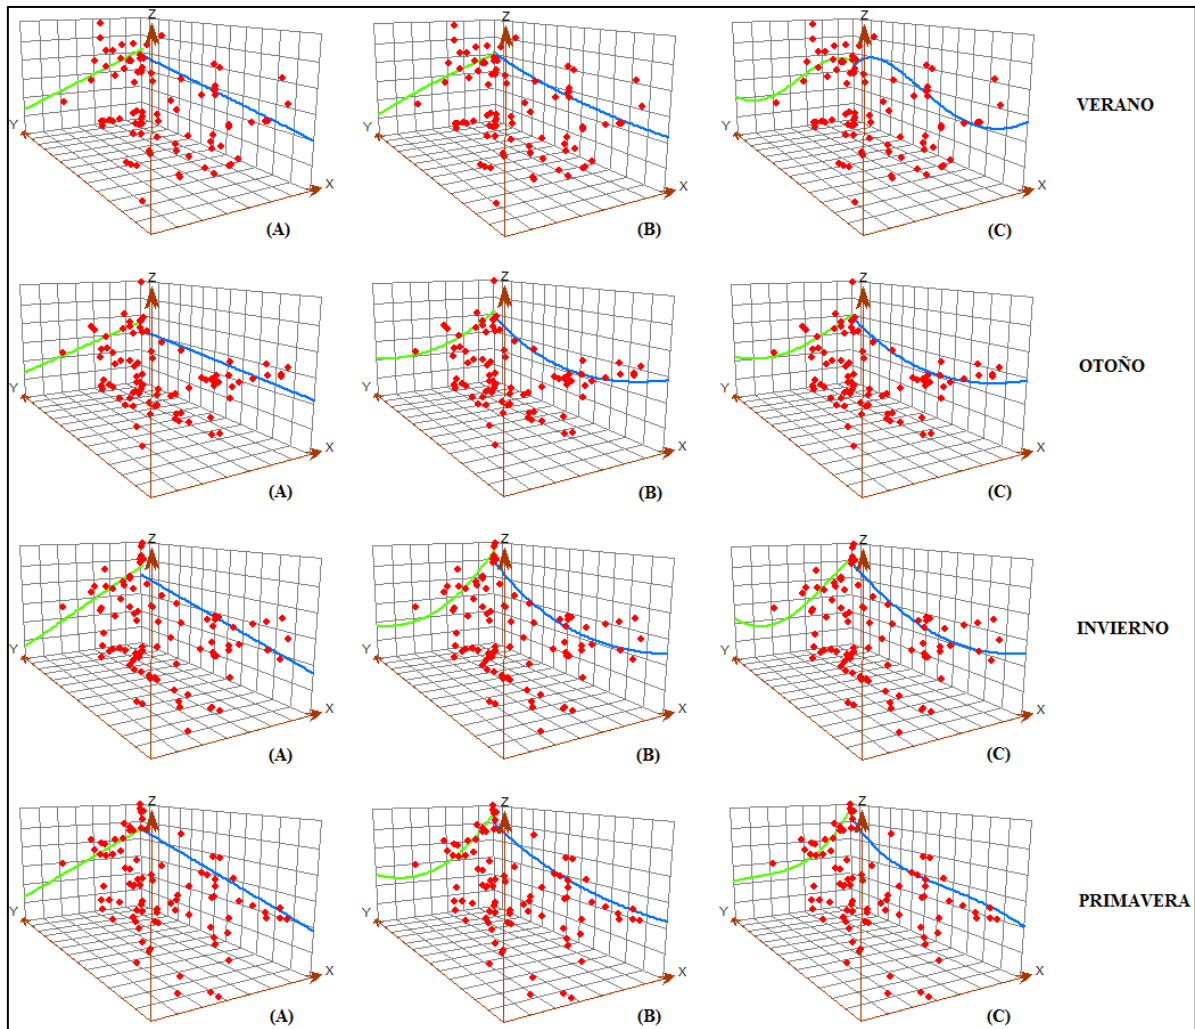 Z Z Z
Y X Y X Y X
VERANO
(A) (B) (C)
Z Z Z
Y X Y X Y X
OTOÑO
(A) (B) (C)
Z Z Z
Y X Y X Y X
INVIERNO
(A) (B) (C)
Z Z Z
Y X Y X Y X
PRIMAVERA
(A) (B) (C)